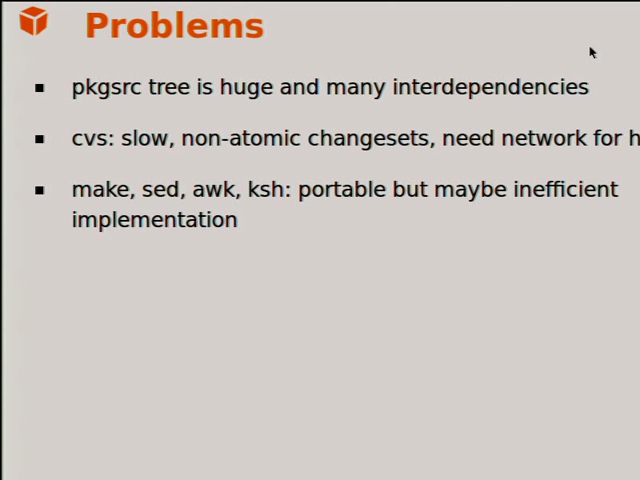 Problems
pkgsrc tree is huge and many interdependencies
cvs: slow, non-atomic changesets, need network for
make, sed, awk, ksh: portable but maybe inefficient
implementation